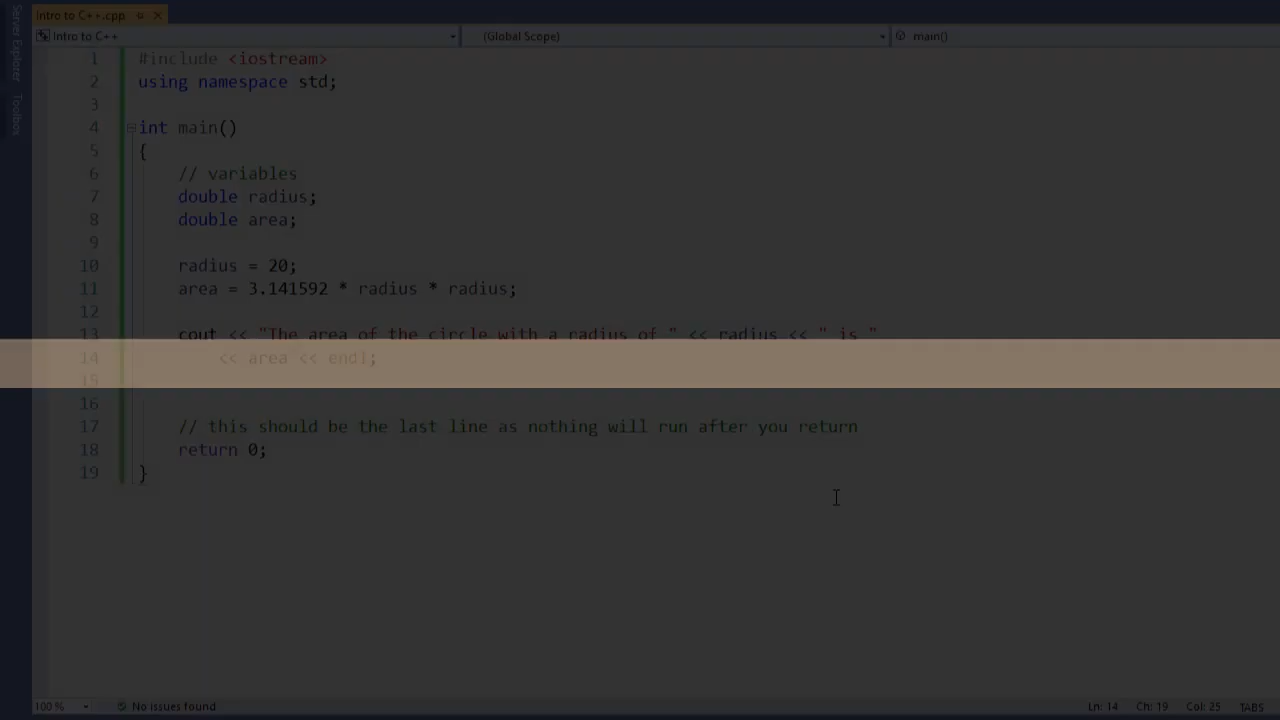 Intro to C++.cpp
Server Explorer
Toolbox
Intro to C++ (Global Scope) main()
1 #include <iostream>
2 using namespace std;
3
4 int main()
5 {
6 // variables
7 double radius;
8 double area;
9
10 radius = 20;
11 area = 3.141592 * radius * radius;
12
13 cout << "The area of the circle with a radius of " << radius << " is "
14 << area << endl;
15
16
17 // this should be the last line as nothing will run after you return
18 return 0;
19 }
100 % No issues found Ln: 14 Ch: 19 Col: 25 TABS